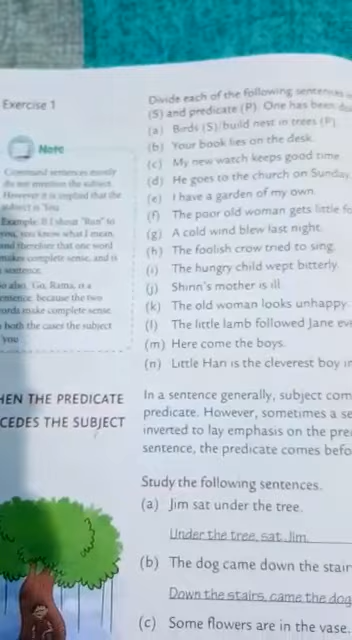 Exercise 1
Divide each of the following sentences
(S) and predicate (P). One has been
(a) Birds (S)/build nest in trees (P).
(b) Your book lies on the desk.
(c) My new watch keeps good time.
(d) He goes to the church on Sunday
(e) I have a garden of my own.
(f) The poor old woman gets little
(g) A cold wind blew last night.
(h) The foolish crow tried to sing.
(i) The hungry child wept bitterly.
(j) Shirin's mother is ill.
(k) The old woman looks unhappy
(l) The little lamb followed Jane
(m) Here come the boys.
(n) Little Han is the cleverest boy
Note
Command sentences mostly
do not mention the subject.
However it is implied that the
subject is 'You'
Example: If I shout "Run" to
you, you know what I mean,
and therefore that one word
makes complete sense, and is
a sentence.
also, Go, Rama, is a
because the two
make complete sense
both the cases the subject
'you'
THE PREDICATE
THE SUBJECT
In a sentence generally, subject
predicate. However, sometimes a
inverted to lay emphasis on the
sentence, the predicate comes
Study the following sentences.
(a) Jim sat under the tree.
Under the tree, sat Jim.
(b) The dog came down the
Down the stairs, came the dog
(c) Some flowers are in the vase.